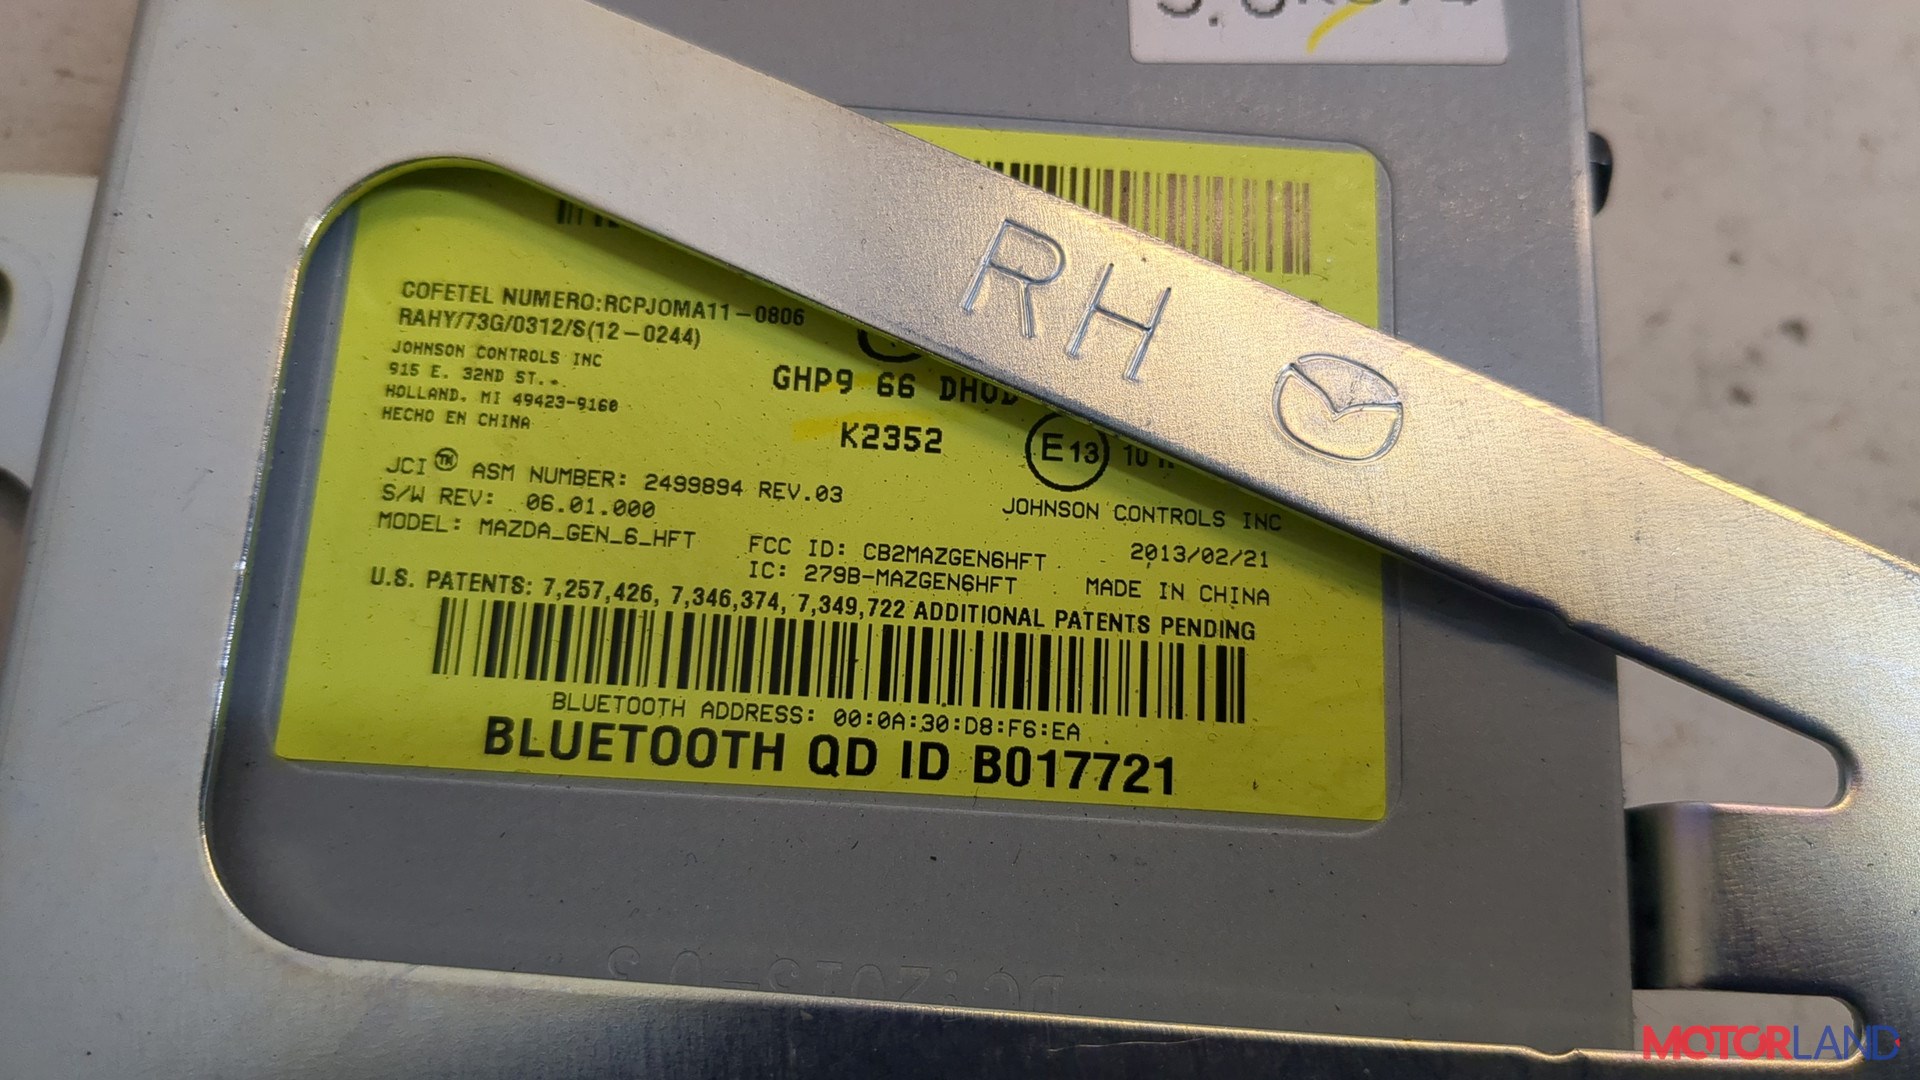 RH
COFETEL NUMERO:RCPJOMA11-0806
RAHY/73G/0312/S(12-0244)
JOHNSON CONTROLS INC
915 E. 32ND ST..
HOLLAND. MI 49423-9160
HECHO EN CHINA
GHP9 66 DH0D
K2352
E13 10
JCI™ ASM NUMBER: 2499894 REV.03
S/W REV: 06.01.000
MODEL: MAZDA_GEN_6_HFT
JOHNSON CONTROLS INC
FCC ID: CB2MAZGEN6HFT 2013/02/21
IC: 279B-MAZGEN6HFT MADE IN CHINA
U.S. PATENTS: 7,257,426, 7,346,374, 7,349,722 ADDITIONAL PATENTS PENDING
BLUETOOTH ADDRESS: 00:0A:30:D8:F6:EA
BLUETOOTH QD ID B017721
MOTORLAND